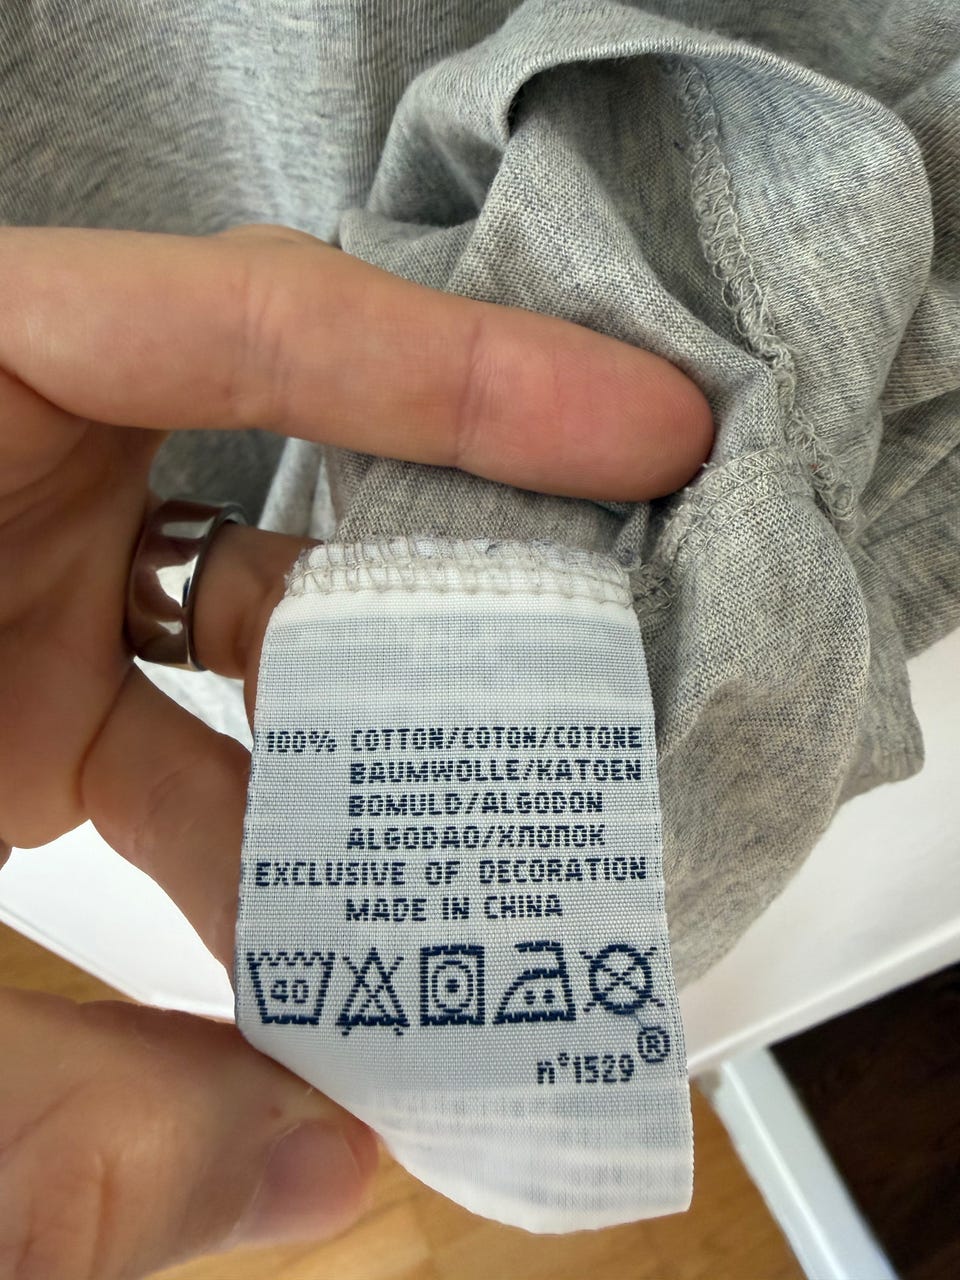 100% COTTON/COTON/COTONE
BAUMWOLLE/KATOEN
BOMULD/ALGODON
ALGODAO/ХЛОПОК
EXCLUSIVE OF DECORATION
MADE IN CHINA
40
®
n°1529